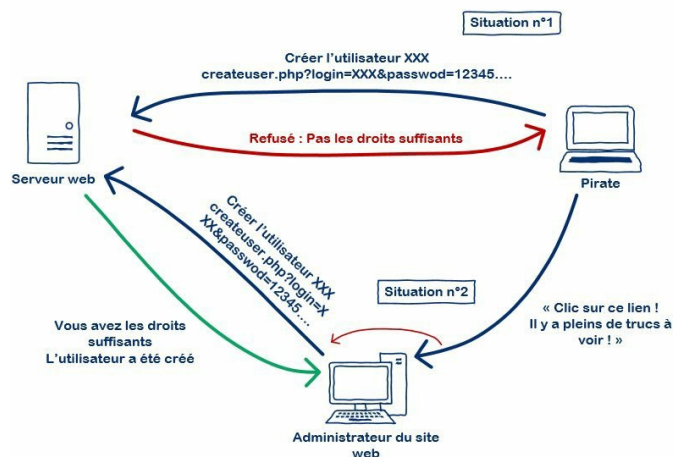 Situation n°1
Créer l'utilisateur XXX
createuser.php?login=XXX&passwod=12345....
Refusé : Pas les droits suffisants
Serveur web
Pirate
Créer l'utilisateur XXX
createuser.php?login=X
XX&passwod=12345....
Situation n°2
« Clic sur ce lien !
Il y a pleins de trucs à
voir ! »
Vous avez les droits
suffisants
L'utilisateur a été créé
Administrateur du site
web